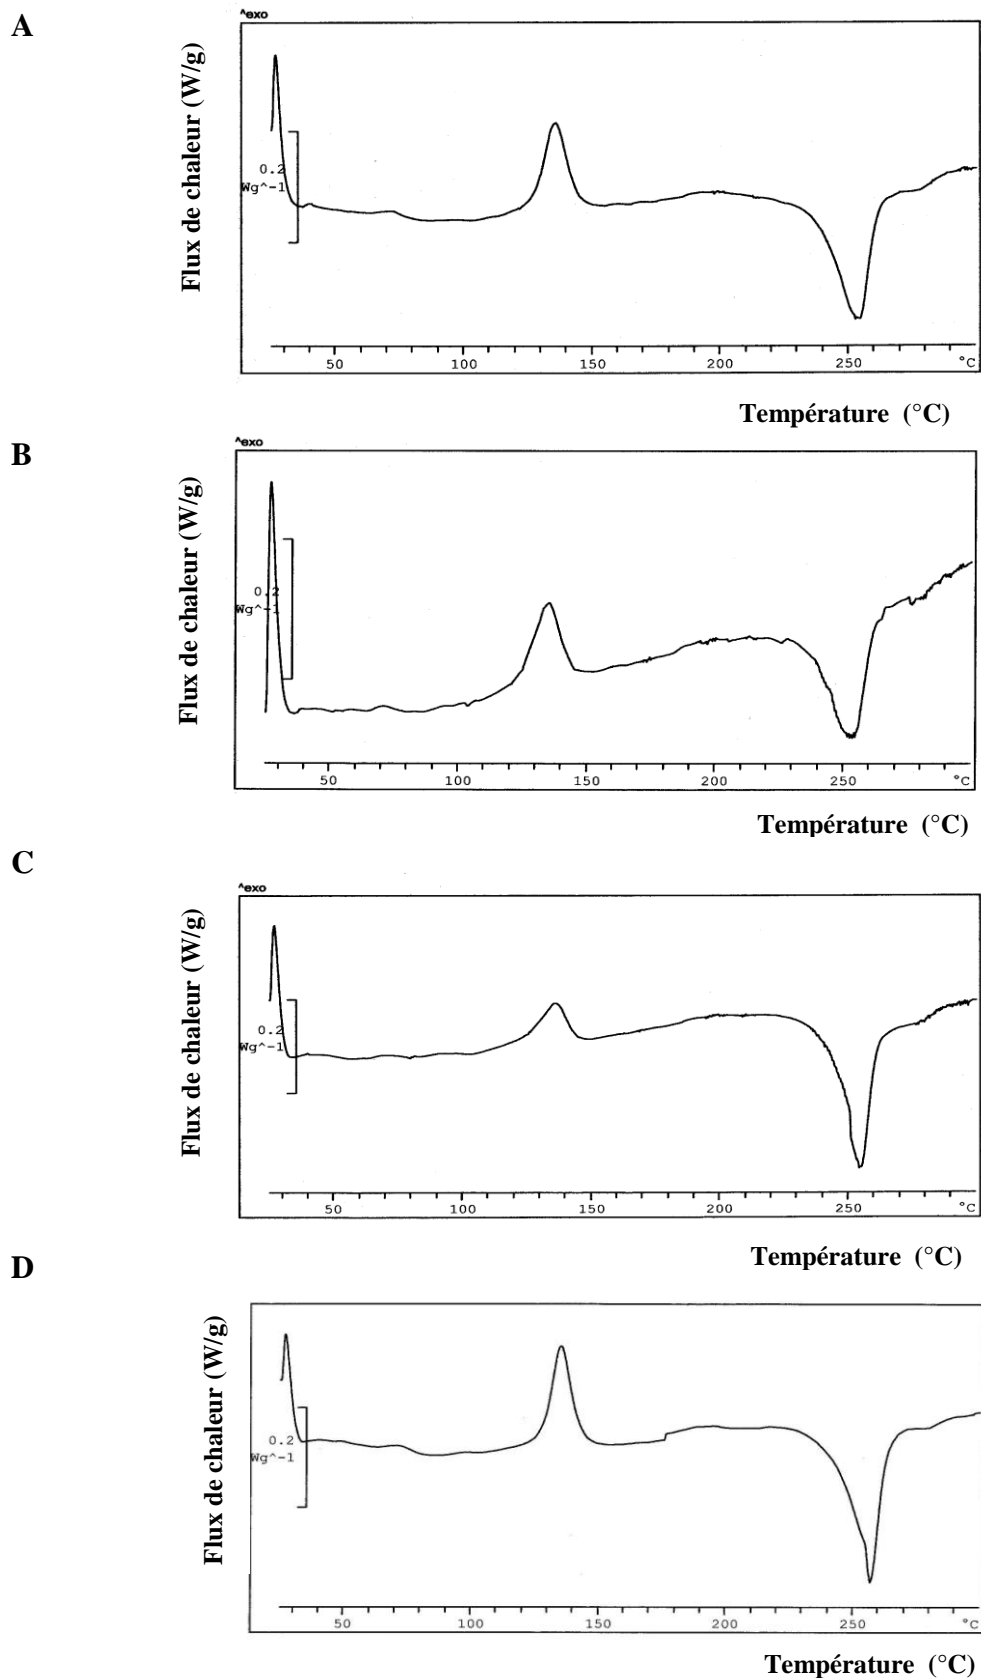 A
^exo
Flux de chaleur (W/g)
0.2
Wg^-1
50 100 150 200 250 °C
Température (°C)
B
^exo
Flux de chaleur (W/g)
0.2
Wg^-1
50 100 150 200 250 °C
Température (°C)
C
^exo
Flux de chaleur (W/g)
0.2
Wg^-1
50 100 150 200 250 °C
Température (°C)
D
Flux de chaleur (W/g)
0.2
Wg^-1
50 100 150 200 250
Température (°C)